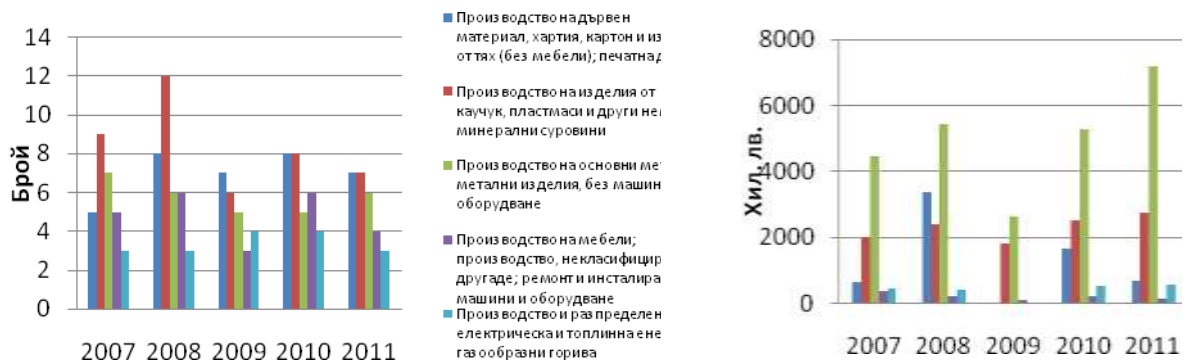 Брой
14
12
10
8
6
4
2
0
2007 2008 2009 2010 2011
Производство на дървен
материал, хартия, картон и из
от тях (без мебели); печатна д
Производство на изделия от
каучук, пластмаси и други нем
минерални суровини
Производство на основни мет
метални изделия, без машин
оборудване
Производство на мебели;
производство, некласифицир
другаде; ремонт и инсталира
машини и оборудване
Производство и разпределен
електрическа и топлинна ене
газообразни горива
Хил. лв.
8000
6000
4000
2000
0
2007 2008 2009 2010 2011